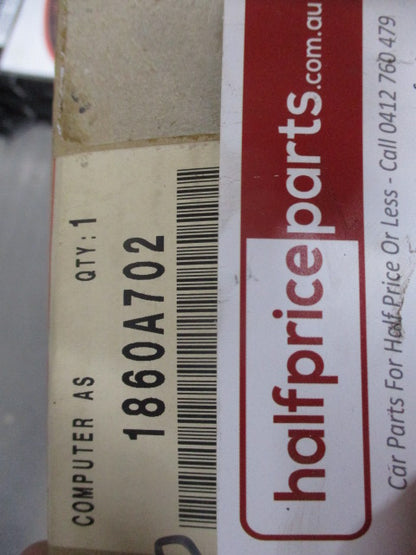 COMPUTER AS QTY:1
1860A702
halfpriceparts.com.au
Car Parts For Half Price Or Less - Call 0412 760 479